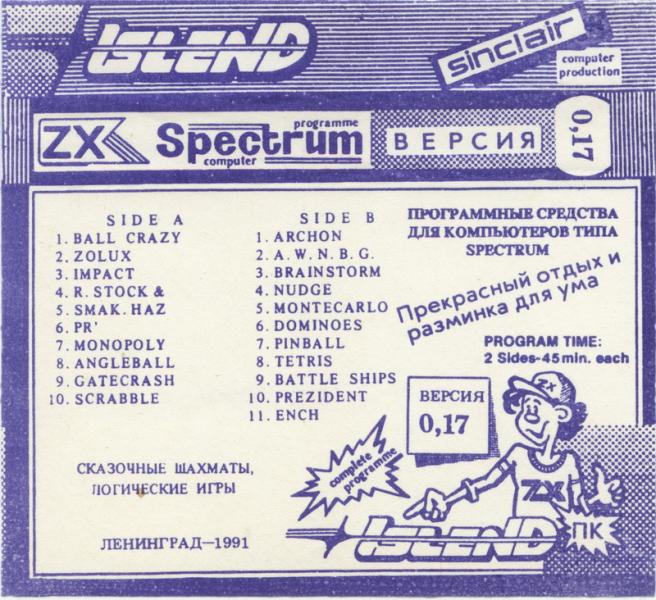 ISLEND
sinclair
computer
production
ZX Spectrum
programme
computer
ВЕРСИЯ
0,17
SIDE A
1. BALL CRAZY
2. ZOLUX
3. IMPACT
4. R. STOCK &
5. SMAK. HAZ
6. PR'
7. MONOPOLY
8. ANGLEBALL
9. GATECRASH
10. SCRABBLE
SIDE B
1. ARCHON
2. A. W. N. B. G.
3. BRAINSTORM
4. NUDGE
5. MONTECARLO
6. DOMINOES
7. PINBALL
8. TETRIS
9. BATTLE SHIPS
10. PREZIDENT
11. ENCH
ПРОГРАММНЫЕ СРЕДСТВА
ДЛЯ КОМПЬЮТЕРОВ ТИПА
SPECTRUM
Прекрасный отдых и
разминка для ума
PROGRAM TIME:
2 Sides-45 min. each
ВЕРСИЯ
0,17
ZX
complete
programme
ZX
СКАЗОЧНЫЕ ШАХМАТЫ,
ЛОГИЧЕСКИЕ ИГРЫ
ЛЕНИНГРАД—1991
ISLEND
ПК